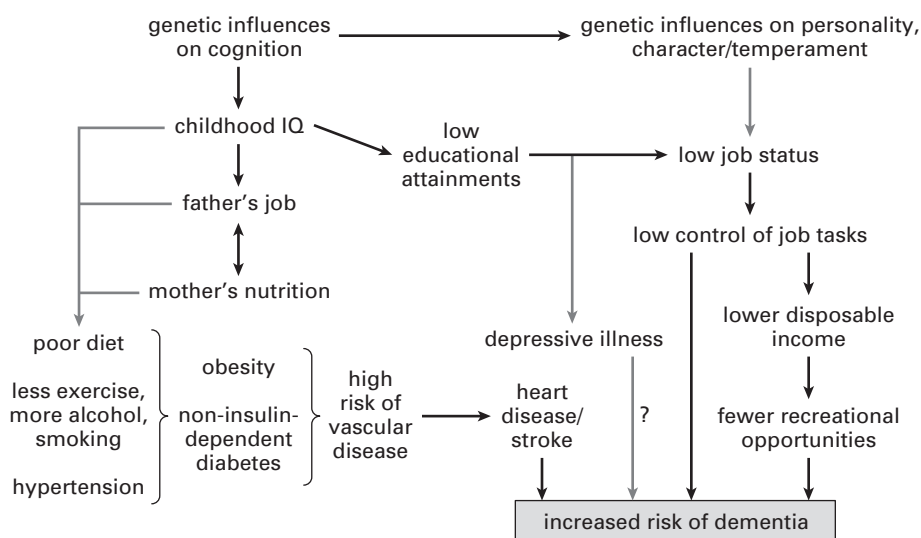 genetic influences
on cognition
genetic influences on personality,
character/temperament
childhood IQ
low
educational
attainments
low job status
father’s job
low control of job tasks
mother’s nutrition
lower disposable
income
poor diet
depressive illness
obesity
less exercise,
more alcohol,
smoking
high
risk of
vascular
disease
heart
disease/
stroke
?
non-insulin-
dependent
diabetes
fewer recreational
opportunities
hypertension
increased risk of dementia